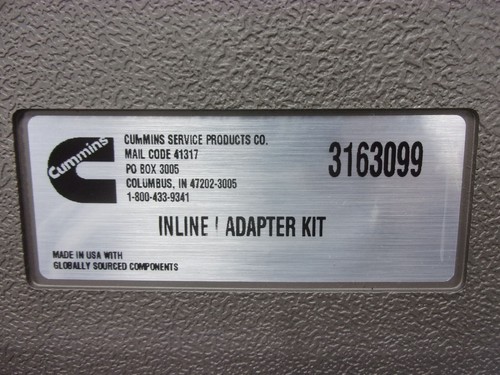 Cummins
CUMMINS SERVICE PRODUCTS CO.
MAIL CODE 41317
PO BOX 3005
COLUMBUS, IN 47202-3005
1-800-433-9341
3163099
INLINE I ADAPTER KIT
MADE IN USA WITH
GLOBALLY SOURCED COMPONENTS